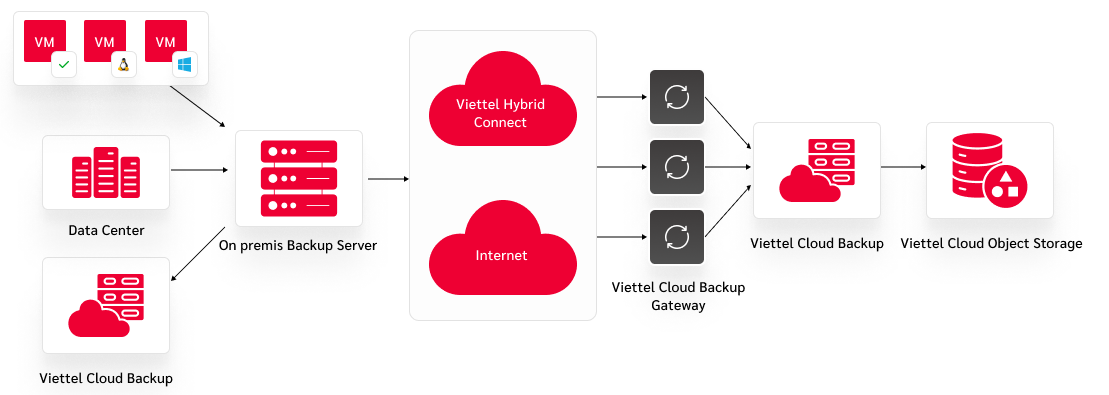 VM
VM
VM
Data Center
On premis Backup Server
Viettel Cloud Backup
Viettel Hybrid
Connect
Internet
Viettel Cloud Backup
Gateway
Viettel Cloud Backup
Viettel Cloud Object Storage